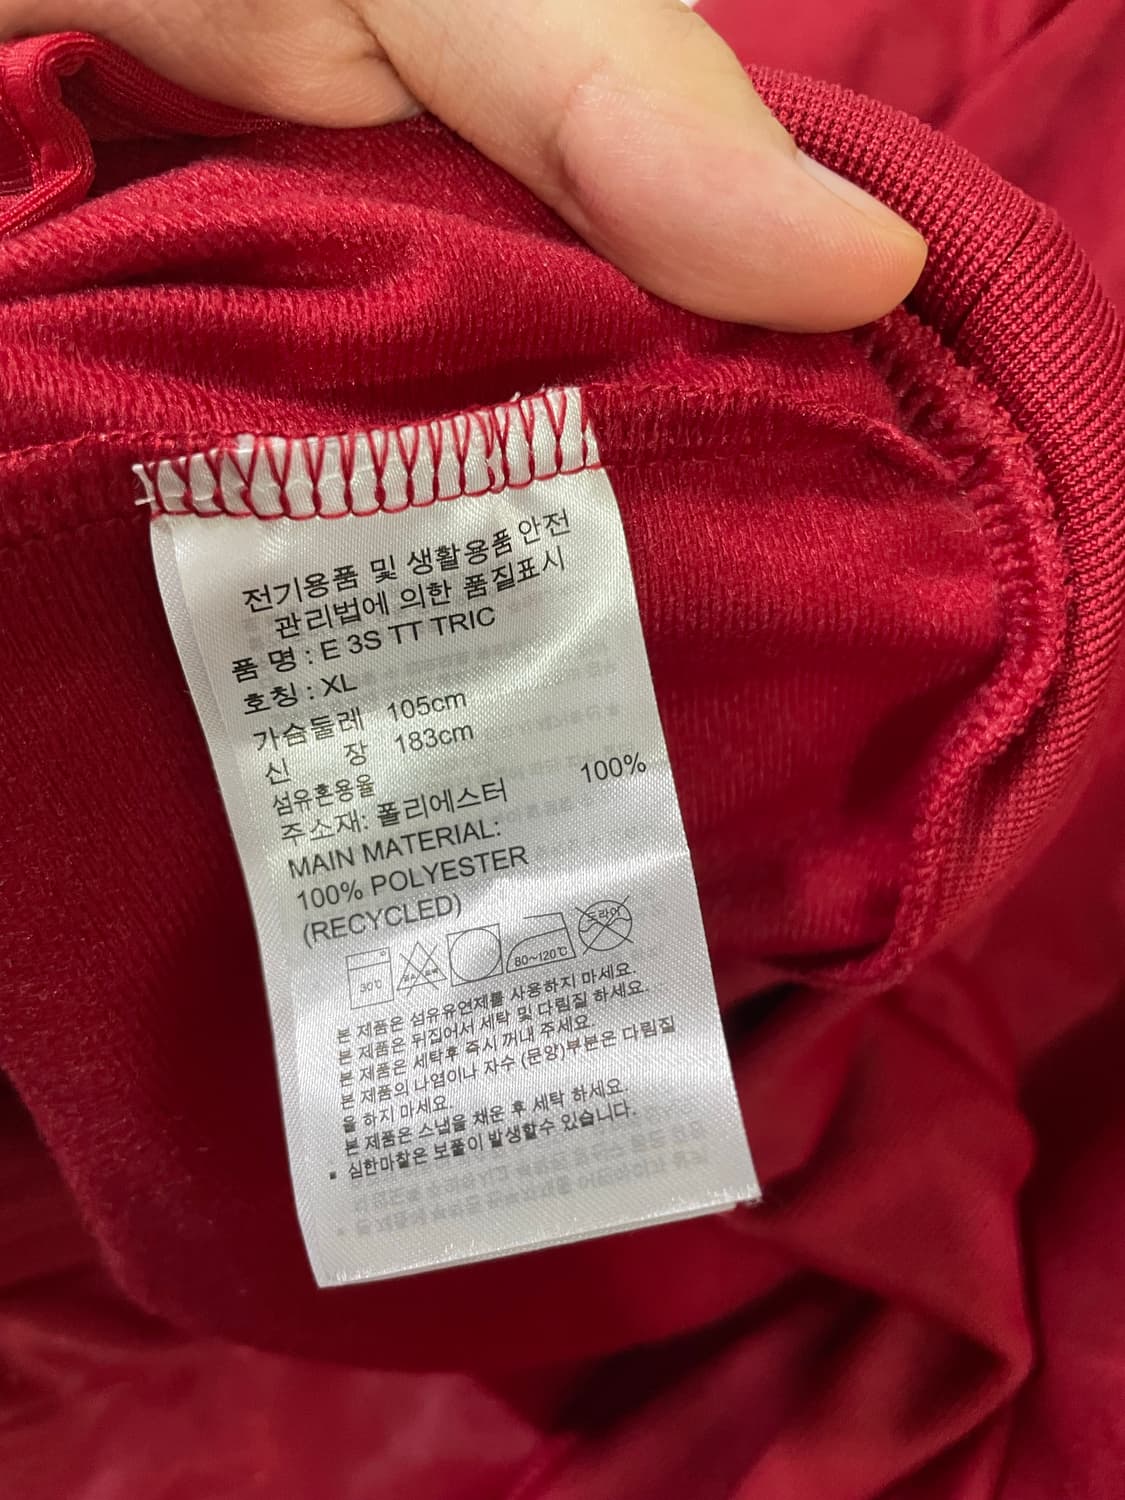 전기용품 및 생활용품안전
관리법에 의한 품질표시
품 명 : E 3S TT TRIC
호칭 : XL
가슴둘레 105cm
신 장 183cm
섬유혼용율
주소재: 폴리에스터 100%
MAIN MATERIAL:
100% POLYESTER
(RECYCLED)
30℃ 80~120℃ 드라이
본 제품은 섬유유연제를 사용하지 마세요.
본 제품은 뒤집어서 세탁 및 다림질 하세요.
본 제품은 세탁후 즉시 꺼내 주세요.
본 제품의 나염이나 자수 (문양)부분은 다림질
을 하지 마세요.
본 제품은 스냅을 채운 후 세탁 하세요.
심한마찰은 보풀이 발생할수 있습니다.